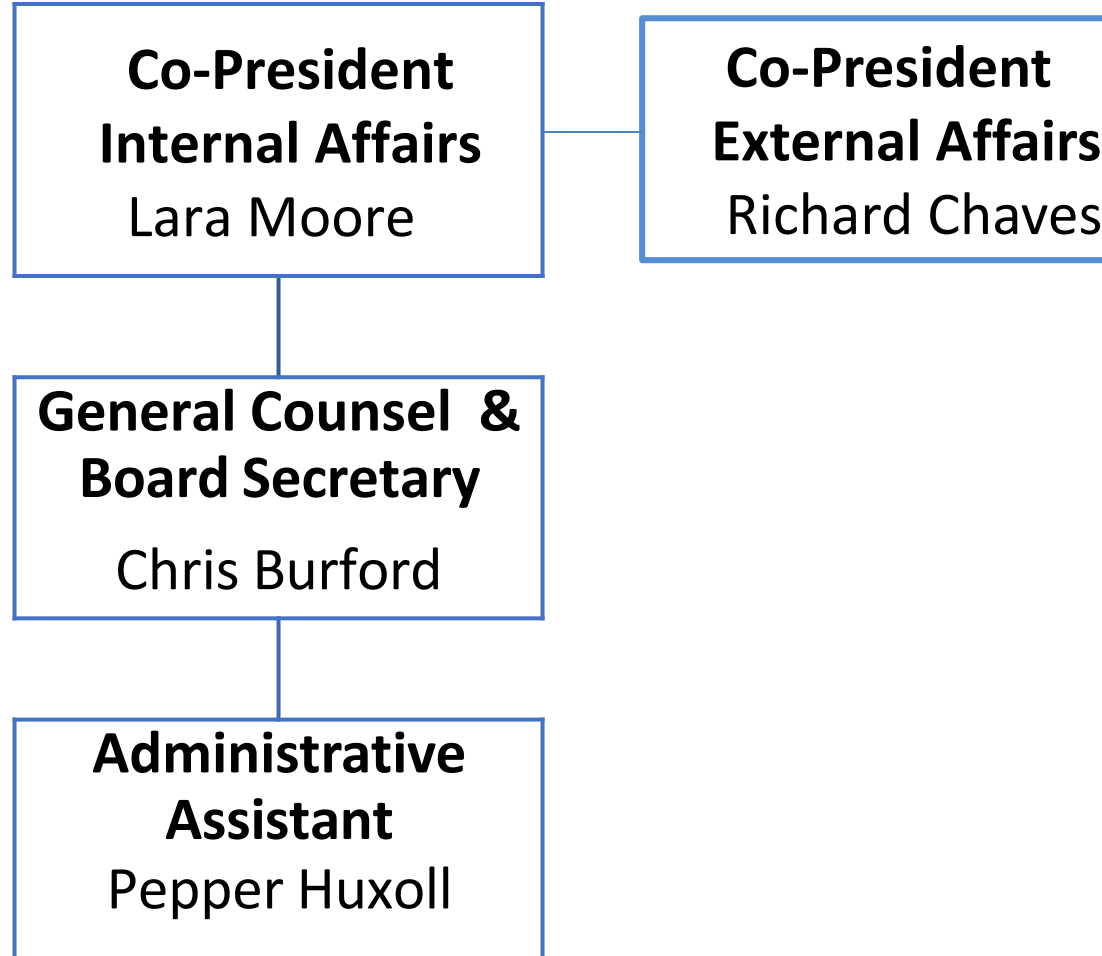 Co-President
Internal Affairs
Lara Moore
Co-President
External Affairs
Richard Chaves
General Counsel  &
Board Secretary
Chris Burford
Administrative
Assistant
Pepper Huxoll